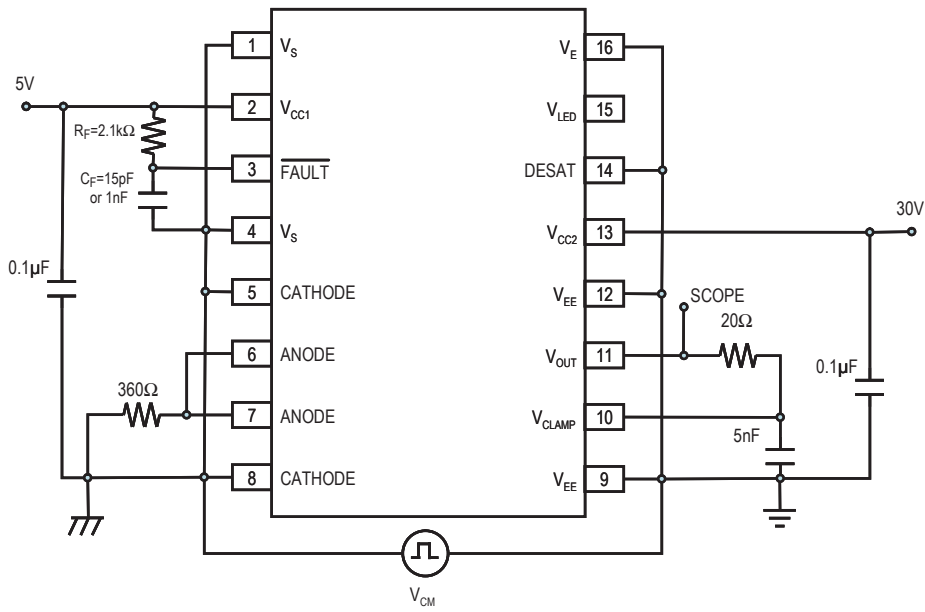 1 V_S
V_E 16
5V
2 V_CC1
V_LED 15
R_F=2.1kΩ
3 F̅A̅U̅L̅T̅
DESAT 14
C_F=15pF
or 1nF
30V
4 V_S
V_CC2 13
0.1µF
5 CATHODE
V_EE 12
SCOPE
20Ω
6 ANODE
V_OUT 11
0.1µF
360Ω
7 ANODE
V_CLAMP 10
5nF
8 CATHODE
V_EE 9
V_CM